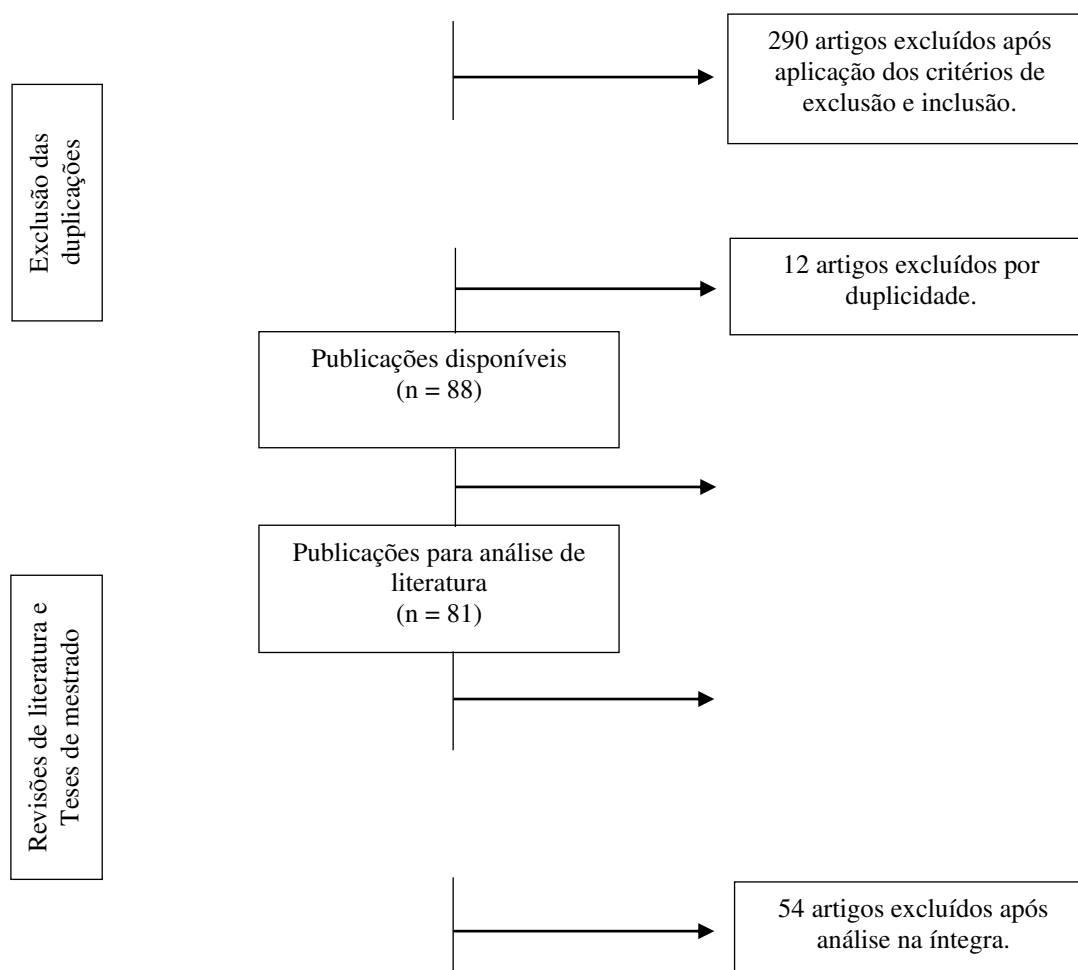 290 artigos excluídos após
aplicação dos critérios de
exclusão e inclusão.
Exclusão das
duplicações
12 artigos excluídos por
duplicidade.
Publicações disponíveis
(n = 88)
Publicações para análise de
literatura
(n = 81)
Revisões de literatura e
Teses de mestrado
54 artigos excluídos após
análise na íntegra.